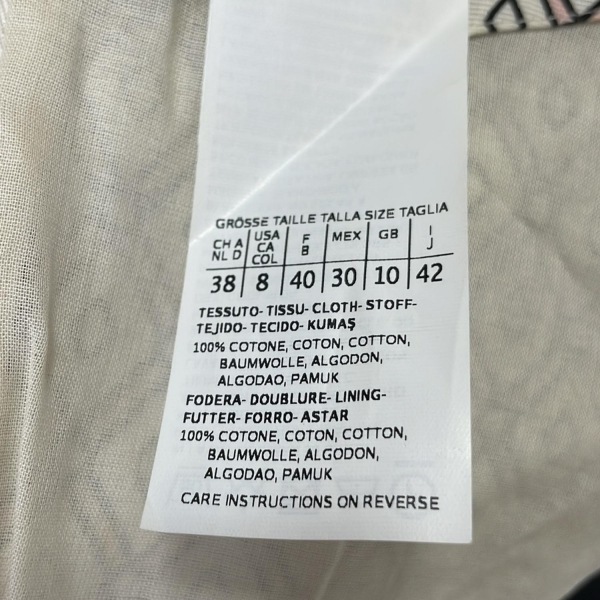 GRÖSSE TAILLE TALLA SIZE TAGLIA
CH A NL D | USA CA COL | F B | MEX | GB | I J
38 | 8 | 40 | 30 | 10 | 42
TESSUTO- TISSU- CLOTH- STOFF-
TEJIDO- TECIDO- KUMAŞ
100% COTONE, COTON, COTTON,
BAUMWOLLE, ALGODON,
ALGODAO, PAMUK
FODERA- DOUBLURE- LINING-
FUTTER- FORRO- ASTAR
100% COTONE, COTON, COTTON,
BAUMWOLLE, ALGODON,
ALGODAO, PAMUK
CARE INSTRUCTIONS ON REVERSE